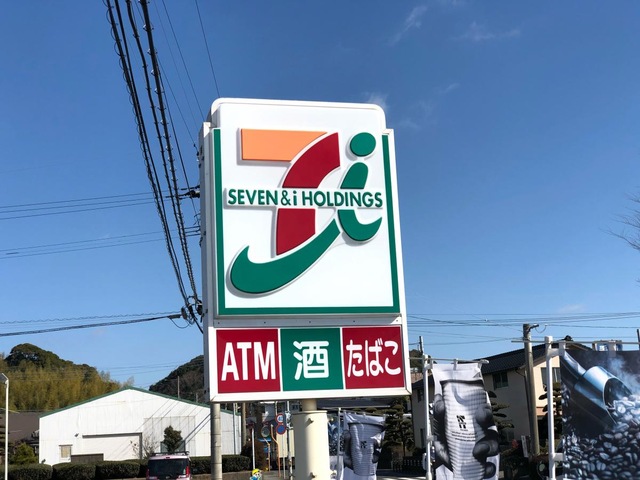 SEVEN&i HOLDINGS
ATM 酒 たばこ